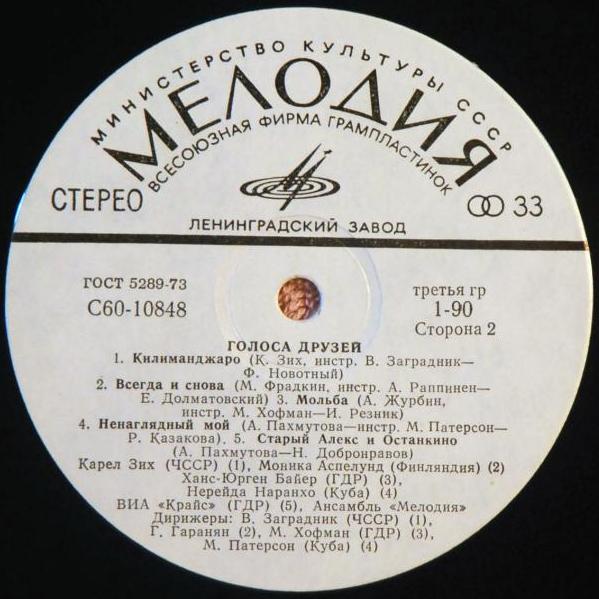 МИНИСТЕРСТВО КУЛЬТУРЫ СССР
МЕЛОДИЯ
ВСЕСОЮЗНАЯ ФИРМА ГРАМПЛАСТИНОК
СТЕРЕО
33
ЛЕНИНГРАДСКИЙ ЗАВОД
ГОСТ 5289-73
С60-10848
третья гр
1-90
Сторона 2
ГОЛОСА ДРУЗЕЙ
1. Килиманджаро (К. Зих, инстр. В. Заградник—
Ф. Новотный)
2. Всегда и снова (М. Фрадкин, инстр. А. Раппинен—
Е. Долматовский) 3. Мольба (А. Журбин,
инстр. М. Хофман—И. Резник)
4. Ненаглядный мой (А. Пахмутова—инстр. М. Патерсон—
Р. Казакова). 5. Старый Алекс и Останкино
(А. Пахмутова—Н. Добронравов)
Карел Зих (ЧССР) (1), Моника Аспелунд (Финляндия) (2)
Ханс-Юрген Байер (ГДР) (3),
Нерейда Наранхо (Куба) (4)
ВИА «Крайс» (ГДР) (5), Ансамбль «Мелодия»
Дирижеры: В. Заградник (ЧССР) (1),
Г. Гаранян (2), М. Хофман (ГДР) (3),
М. Патерсон (Куба) (4)